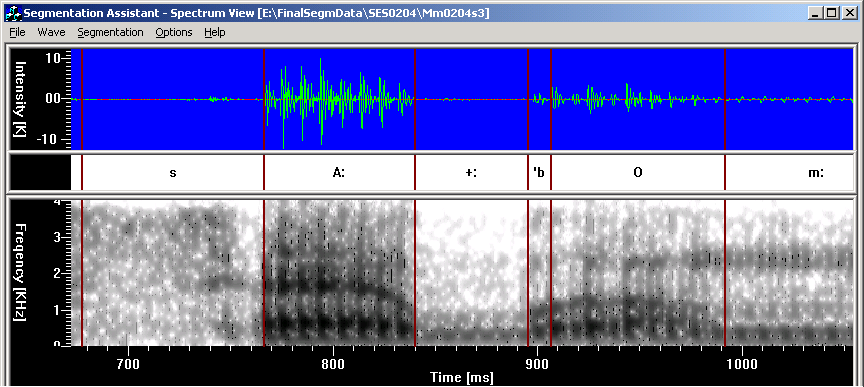 Segmentation Assistant - Spectrum View [E:\FinalSegmData\SES0204\Mm0204s3]
File Wave Segmentation Options Help
Intensity [K]
10
00
-10
s A: +: 'b O m:
Freqency [KHz]
4
3
2
1
0
700 800 900 1000
Time [ms]